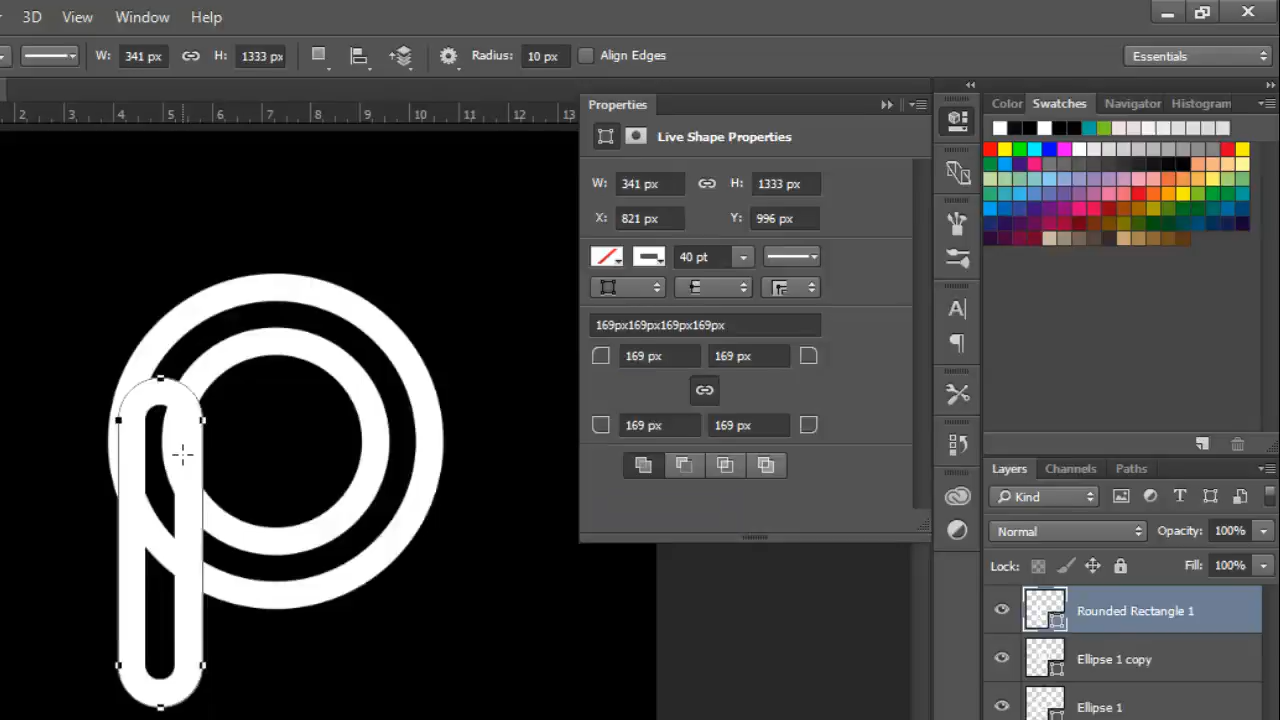 3D View Window Help
W: 341 px H: 1333 px Radius: 10 px Align Edges Essentials
2 3 4 5 6 7 8 9 10 11 12 13
Properties
Live Shape Properties
W: 341 px H: 1333 px
X: 821 px Y: 996 px
40 pt
169px169px169px169px
169 px 169 px
169 px 169 px
Color Swatches Navigator Histogram
Layers Channels Paths
Kind
Normal Opacity: 100%
Lock: Fill: 100%
Rounded Rectangle 1
Ellipse 1 copy
Ellipse 1